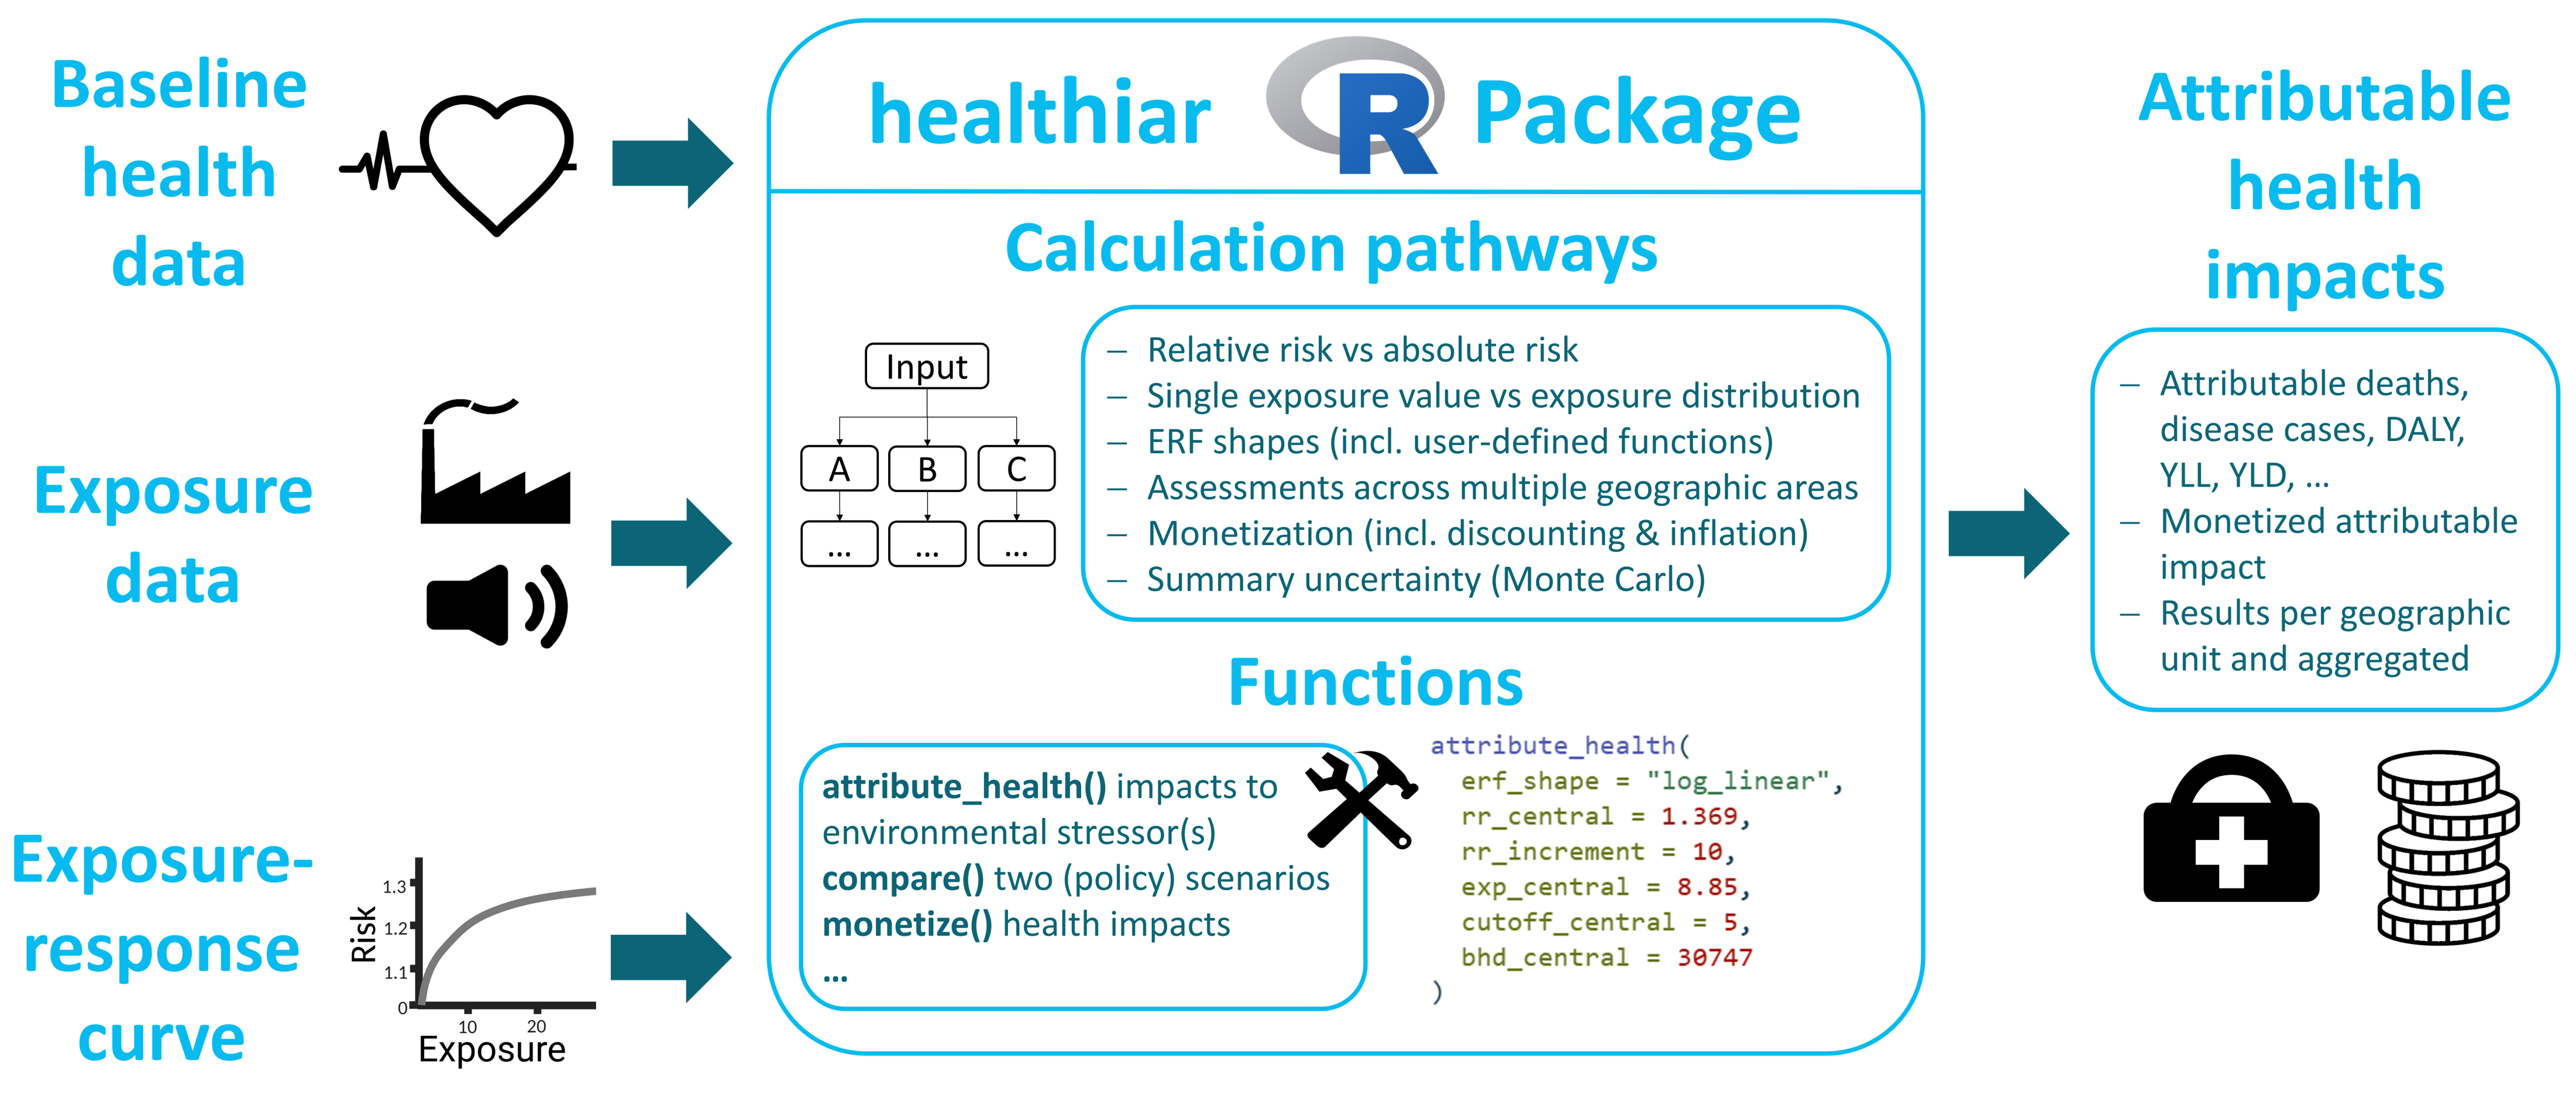 Baseline
health
data
Exposure
data
Exposure-
response
curve
Risk
1.3
1.2
1.1
0
10 20
Exposure
healthiar R Package
Calculation pathways
Input
A B C
... ... ...
– Relative risk vs absolute risk
– Single exposure value vs exposure distribution
– ERF shapes (incl. user-defined functions)
– Assessments across multiple geographic areas
– Monetization (incl. discounting & inflation)
– Summary uncertainty (Monte Carlo)
Functions
attribute_health() impacts to
environmental stressor(s)
compare() two (policy) scenarios
monetize() health impacts
...
attribute_health(
erf_shape = "log_linear",
rr_central = 1.369,
rr_increment = 10,
exp_central = 8.85,
cutoff_central = 5,
bhd_central = 30747
)
Attributable
health
impacts
– Attributable deaths,
disease cases, DALY,
YLL, YLD, ...
– Monetized attributable
impact
– Results per geographic
unit and aggregated